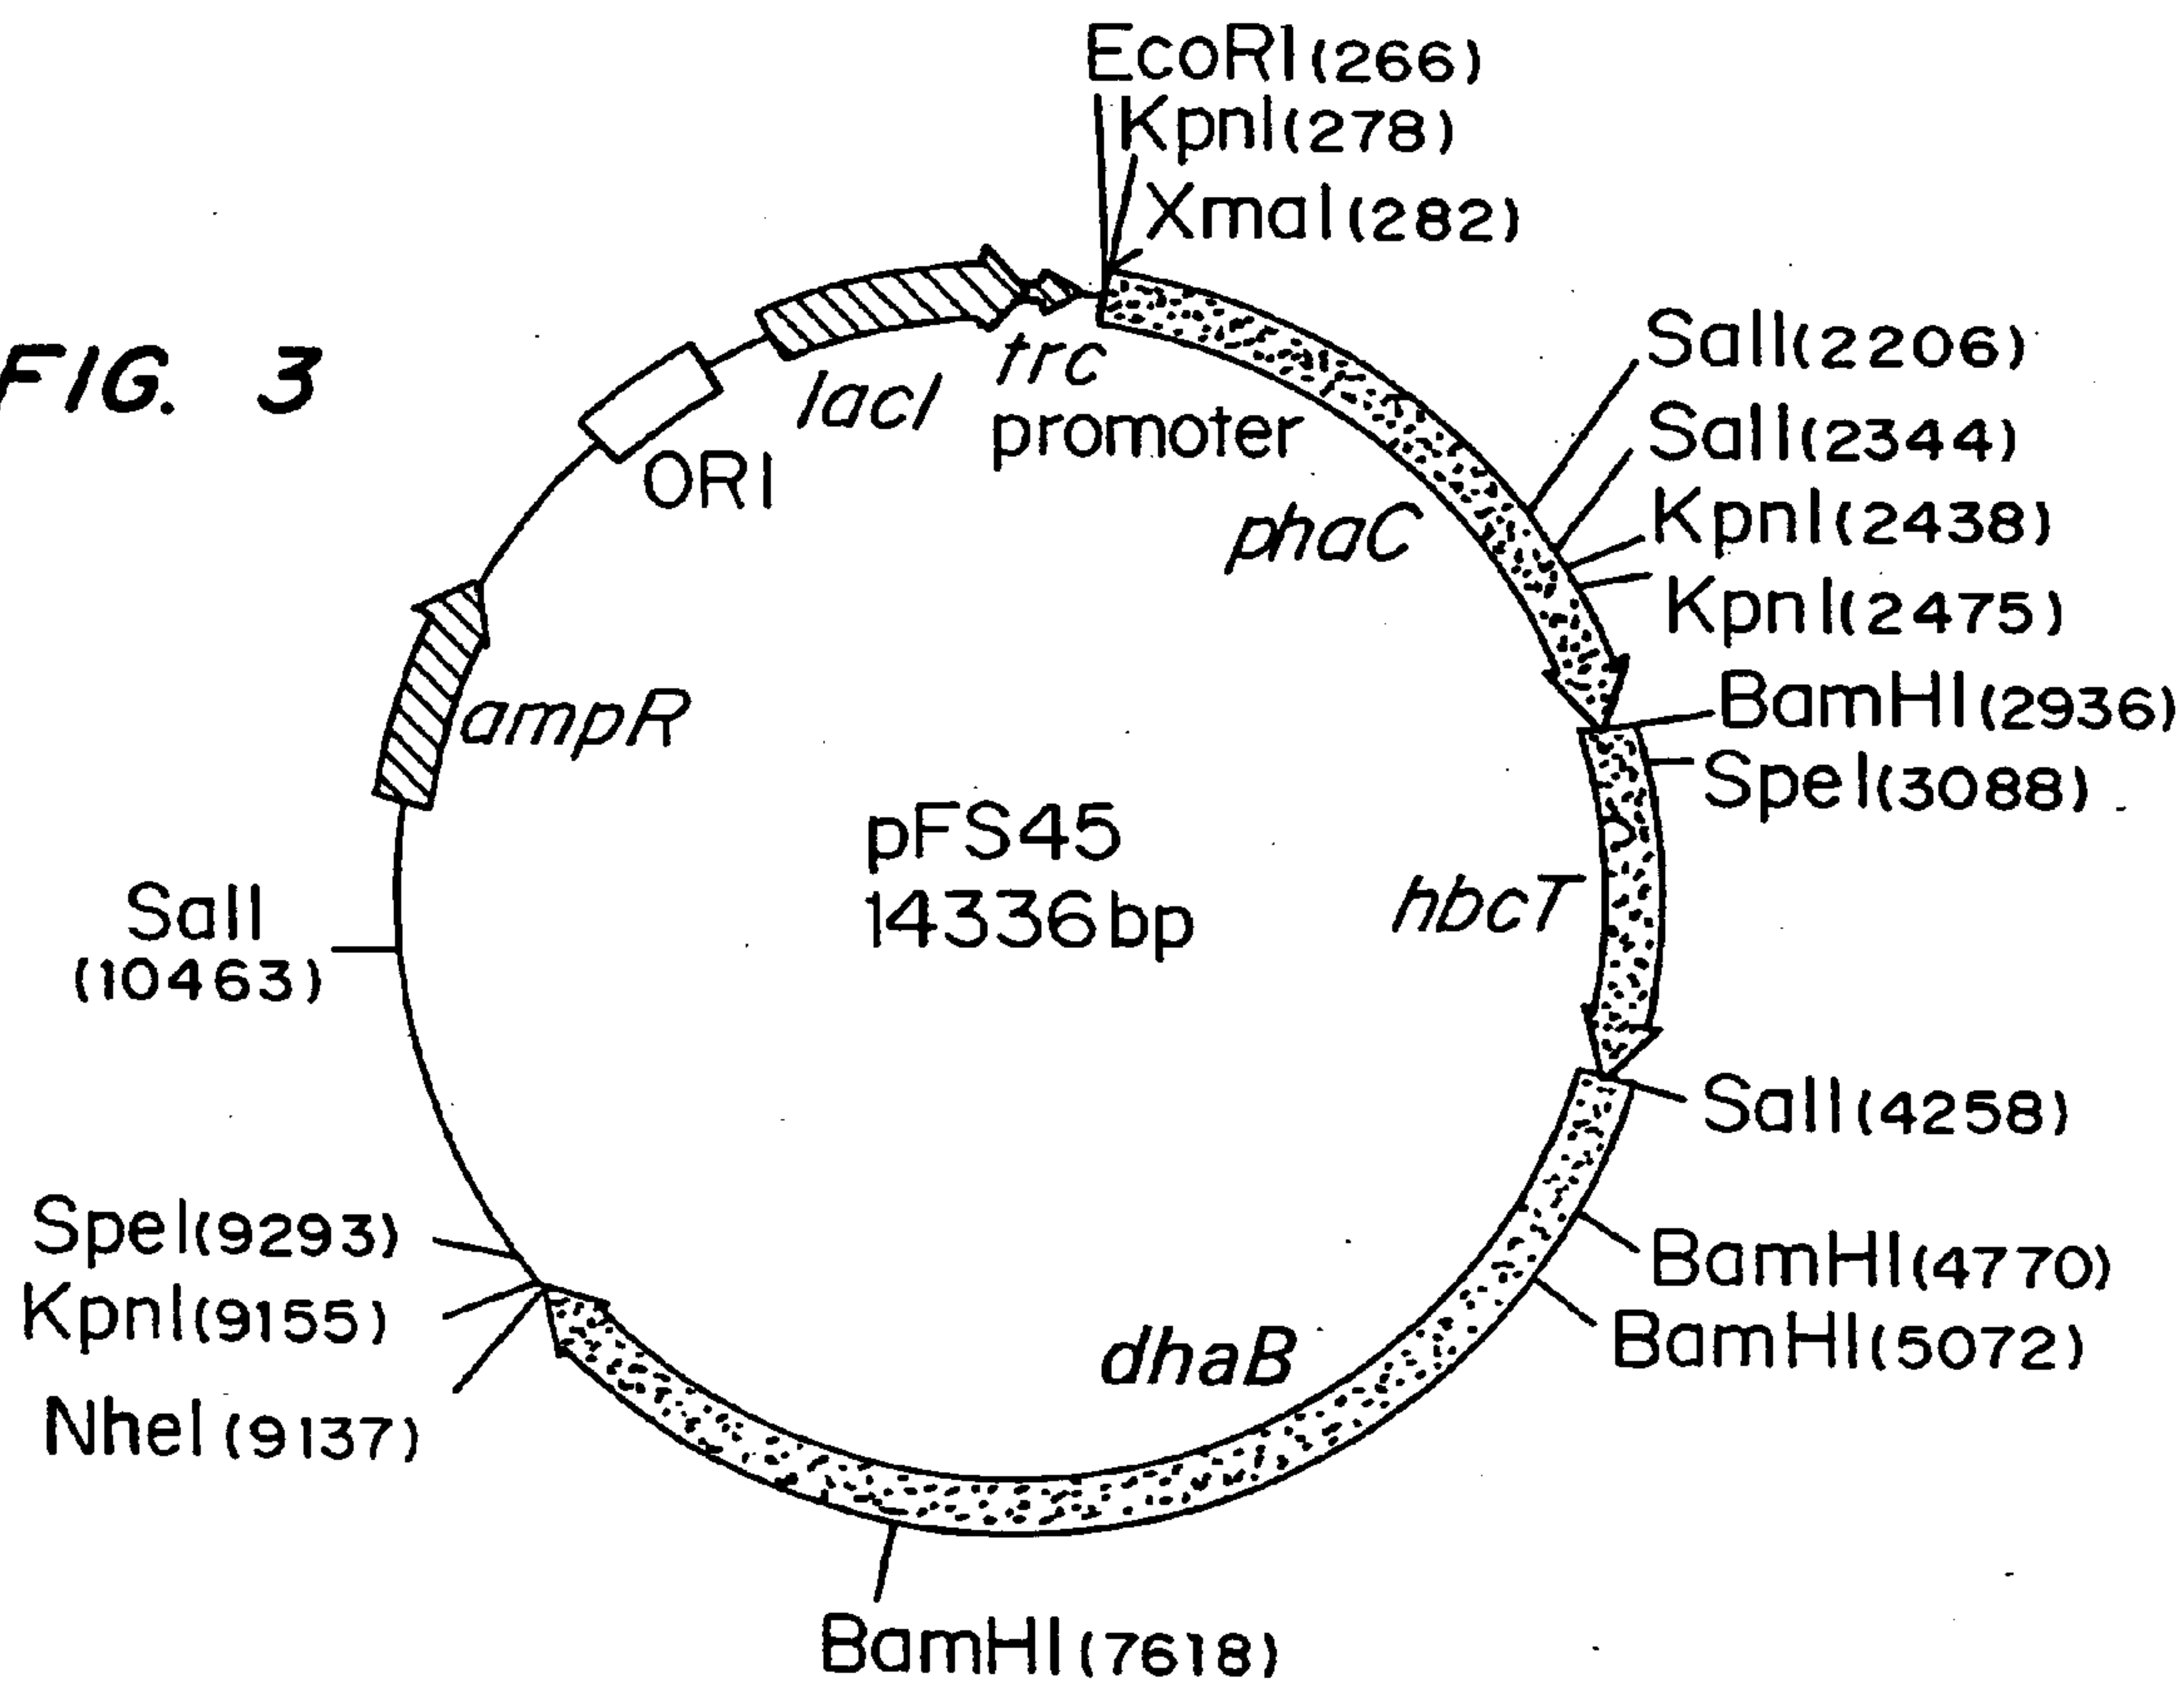 FIG. 3
EcoRI(266)
KpnI(278)
XmaI(282)
SalI(2206)
SalI(2344)
KpnI(2438)
KpnI(2475)
BamHI(2936)
SpeI(3088)
SalI(4258)
BamHI(4770)
BamHI(5072)
BamHI(7618)
NheI(9137)
KpnI(9155)
SpeI(9293)
SalI
(10463)
ampR
ORI
lacI
trc
promoter
phaC
hbcT
dhaB
pFS45
14336bp